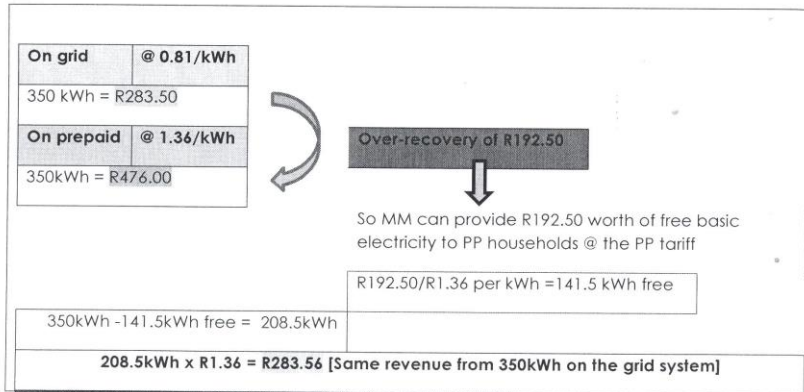 On grid @ 0.81/kWh
350 kWh = R283.50
On prepaid @ 1.36/kWh
350kWh = R476.00
Over-recovery of R192.50
So MM can provide R192.50 worth of free basic
electricity to PP households @ the PP tariff
R192.50/R1.36 per kWh =141.5 kWh free
350kWh -141.5kWh free = 208.5kWh
208.5kWh x R1.36 = R283.56 [Same revenue from 350kWh on the grid system]